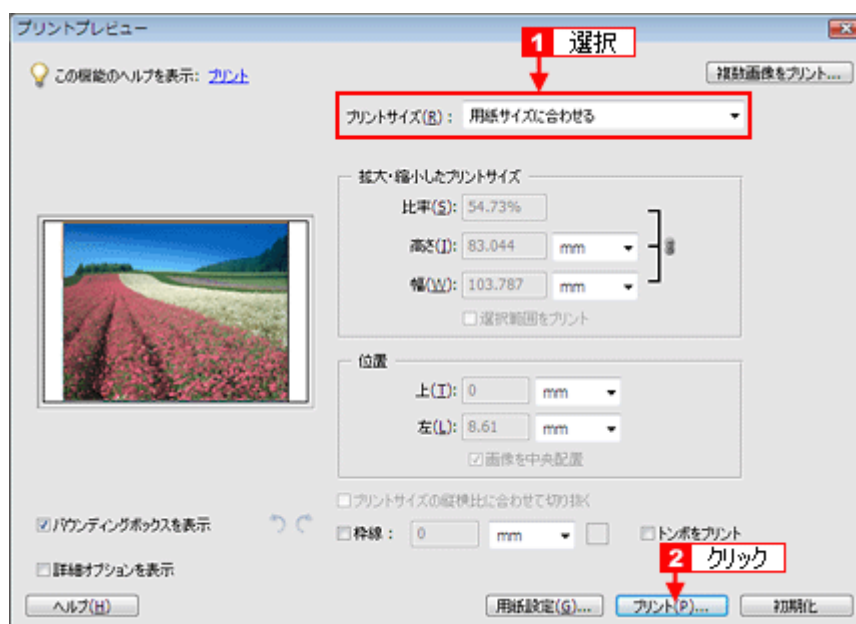 プリントプレビュー
1 選択
この機能のヘルプを表示: プリント
複数画像をプリント...
プリントサイズ(R): 用紙サイズに合わせる
拡大・縮小したプリントサイズ
比率(S): 54.73%
高さ(I): 83.044 mm
幅(W): 103.787 mm
選択範囲をプリント
位置
上(T): 0 mm
左(L): 8.61 mm
画像を中央配置
プリントサイズの縦横比に合わせて切り抜く
バウンディングボックスを表示
枠線: 0 mm
トンボをプリント
2 クリック
詳細オプションを表示
ヘルプ(H)
用紙設定(G)...
プリント(P)...
初期化